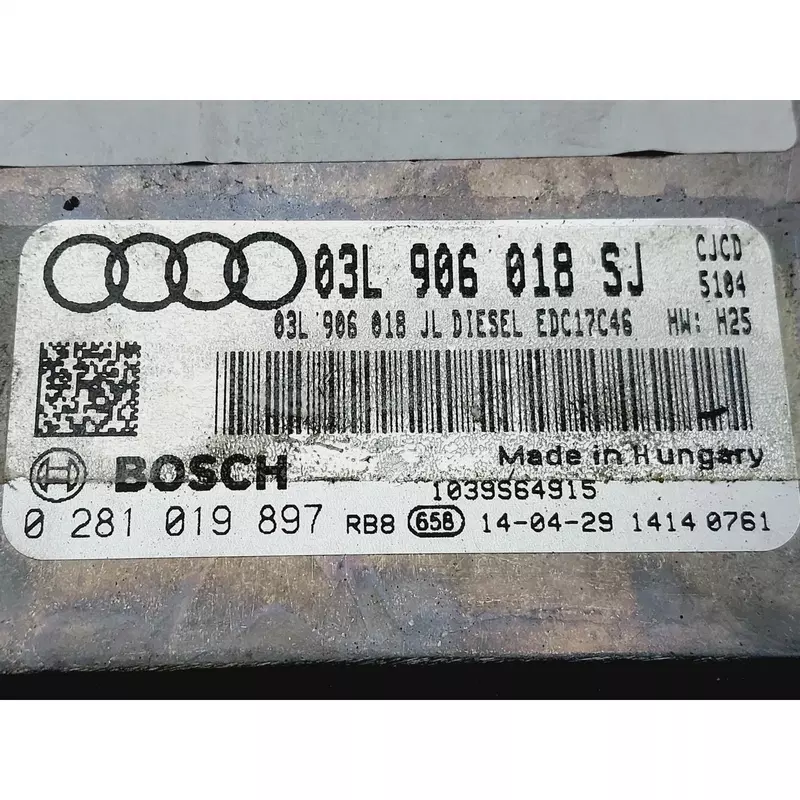 03L 906 018 SJ CJCD
5104
03L 906 018 JL DIESEL EDC17C46 HW: H25
Made in Hungary
BOSCH
1039S64915
0 281 019 897 RB8 658 14-04-29 1414 0761